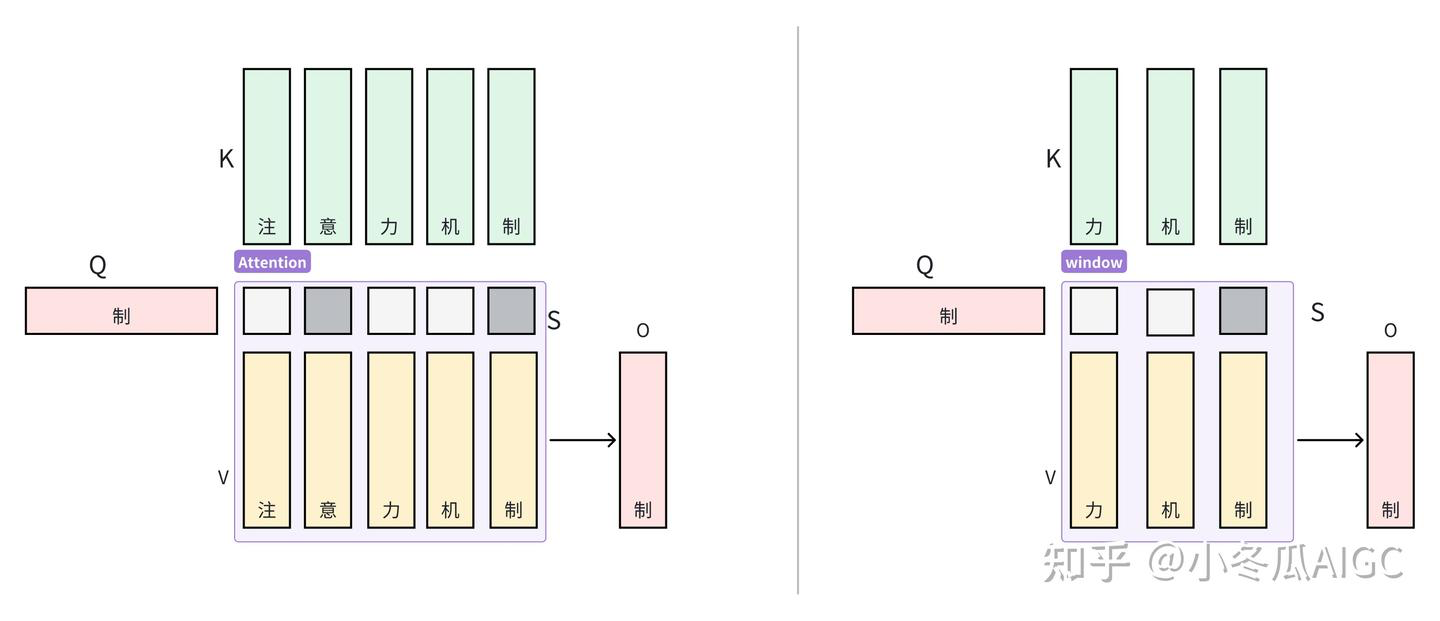 K
注 意 力 机 制
Attention
Q
制
S
O
V
注 意 力 机 制
制
K
力 机 制
window
Q
制
S
O
V
力 机 制
制
知乎 @小冬瓜AIGC